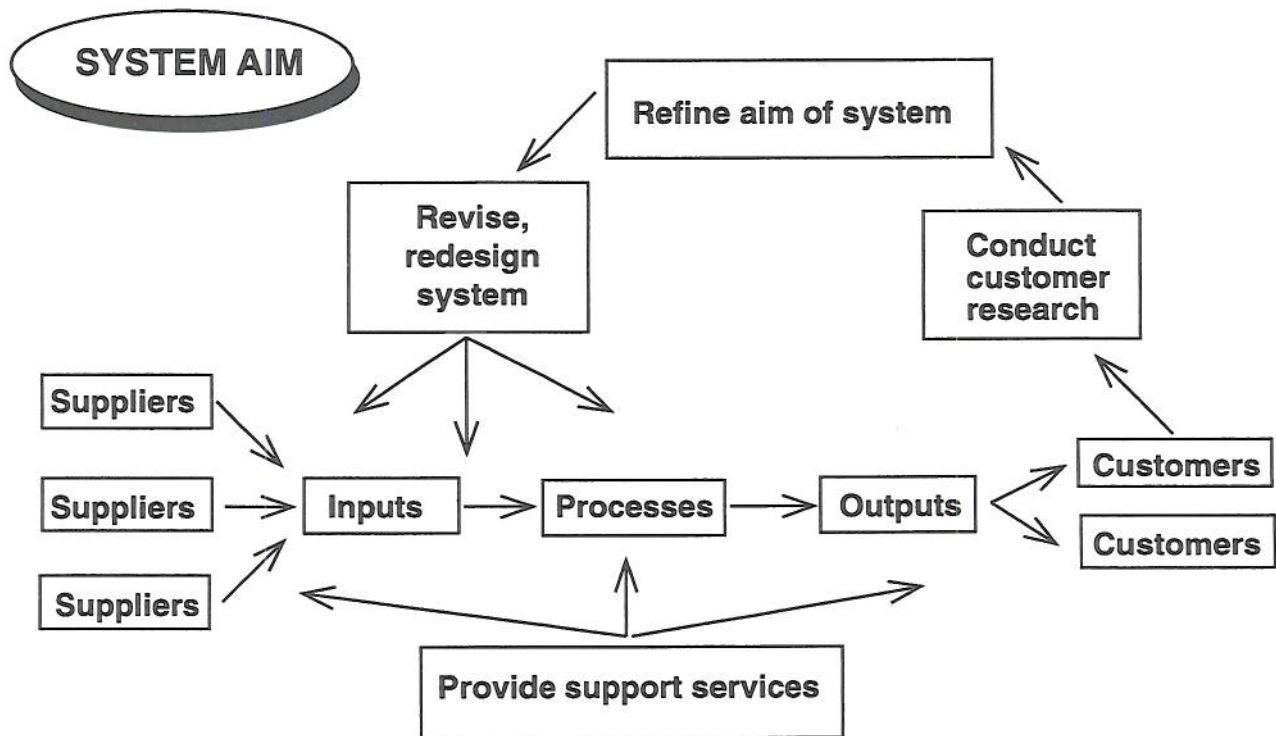 SYSTEM AIM
Refine aim of system
Revise,
redesign
system
Conduct
customer
research
Suppliers
Suppliers
Suppliers
Inputs
Processes
Outputs
Customers
Customers
Provide support services